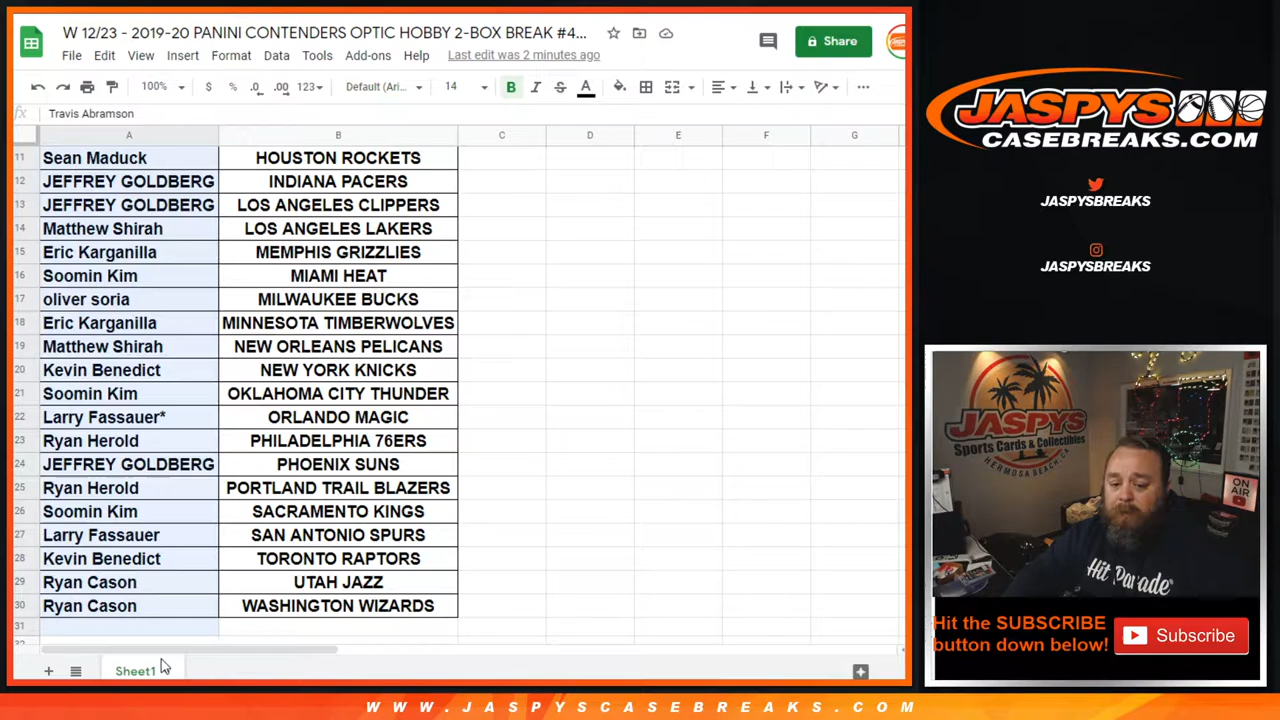 W 12/23 - 2019-20 PANINI CONTENDERS OPTIC HOBBY 2-BOX BREAK #4...
File Edit View Insert Format Data Tools Add-ons Help Last edit was 2 minutes ago
Share
100% $ % .0 .00 123 Default (Ari... 14 B I S A
fx Travis Abramson
A B C D E F G
11 Sean Maduck HOUSTON ROCKETS
12 JEFFREY GOLDBERG INDIANA PACERS
13 JEFFREY GOLDBERG LOS ANGELES CLIPPERS
14 Matthew Shirah LOS ANGELES LAKERS
15 Eric Karganilla MEMPHIS GRIZZLIES
16 Soomin Kim MIAMI HEAT
17 oliver soria MILWAUKEE BUCKS
18 Eric Karganilla MINNESOTA TIMBERWOLVES
19 Matthew Shirah NEW ORLEANS PELICANS
20 Kevin Benedict NEW YORK KNICKS
21 Soomin Kim OKLAHOMA CITY THUNDER
22 Larry Fassauer* ORLANDO MAGIC
23 Ryan Herold PHILADELPHIA 76ERS
24 JEFFREY GOLDBERG PHOENIX SUNS
25 Ryan Herold PORTLAND TRAIL BLAZERS
26 Soomin Kim SACRAMENTO KINGS
27 Larry Fassauer SAN ANTONIO SPURS
28 Kevin Benedict TORONTO RAPTORS
29 Ryan Cason UTAH JAZZ
30 Ryan Cason WASHINGTON WIZARDS
31
Sheet1
JASPYS
CASEBREAKS.COM
JASPYSBREAKS
JASPYSBREAKS
JASPYS
Sports Cards & Collectibles
HERMOSA BEACH, CA
ON AIR
Hit Parade
Hit the SUBSCRIBE
button down below!
Subscribe
WWW.JASPYSCASEBREAKS.COM